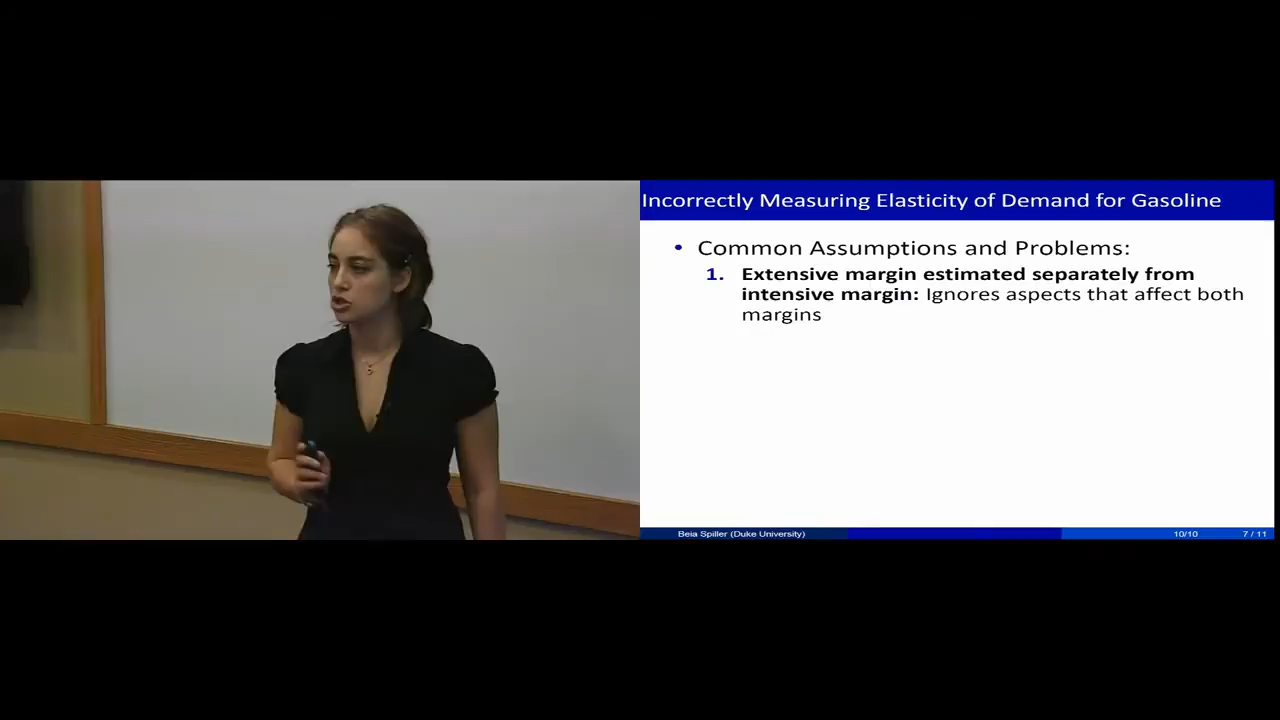 Incorrectly Measuring Elasticity of Demand for Gasoline
• Common Assumptions and Problems:
1. Extensive margin estimated separately from
intensive margin: Ignores aspects that affect both
margins
Beia Spiller (Duke University) 10/10 7 / 11